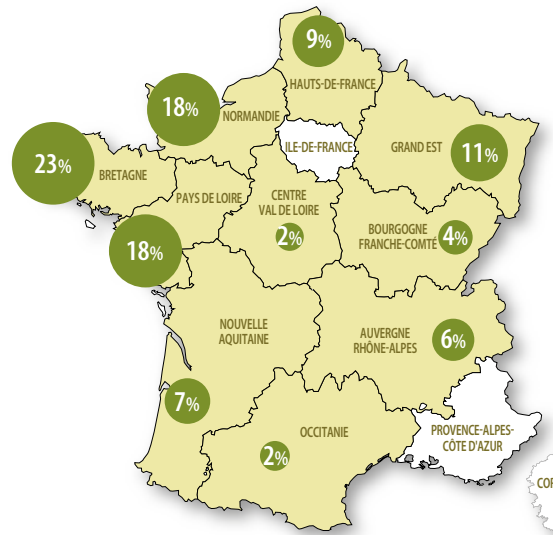 9%
HAUTS-DE-FRANCE
18%
NORMANDIE
ILE-DE-FRANCE
GRAND EST
11%
23%
BRETAGNE
PAYS DE LOIRE
CENTRE
VAL DE LOIRE
2%
BOURGOGNE
FRANCHE-COMTÉ
4%
18%
NOUVELLE
AQUITAINE
AUVERGNE
RHÔNE-ALPES
6%
7%
OCCITANIE
2%
PROVENCE-ALPES-
CÔTE D'AZUR